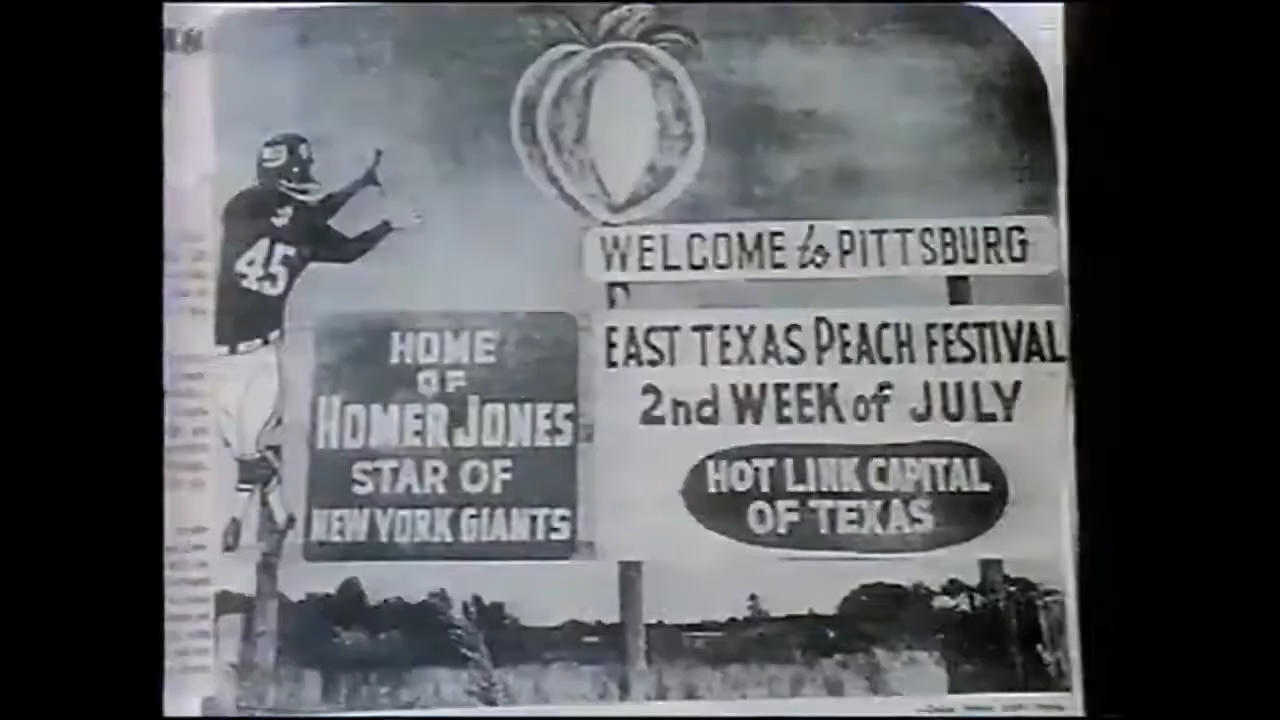 45
HOME
OF
HOMER JONES
STAR OF
NEW YORK GIANTS
WELCOME to PITTSBURG
EAST TEXAS PEACH FESTIVAL
2nd WEEK of JULY
HOT LINK CAPITAL
OF TEXAS